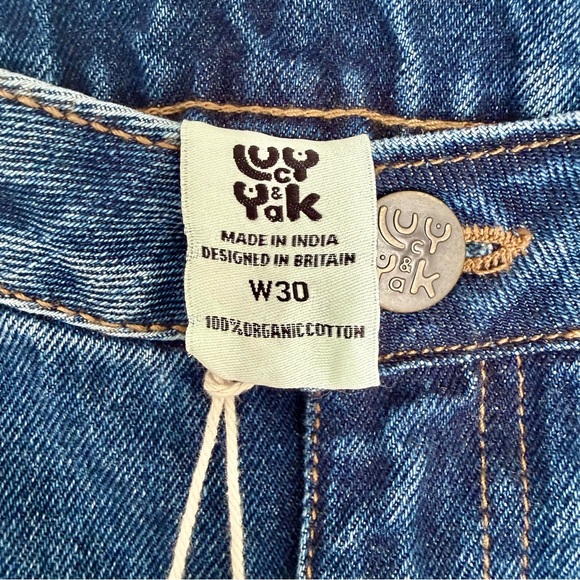 LUCY
&
Yak
MADE IN INDIA
DESIGNED IN BRITAIN
W30
100%ORGANICCOTTON
LUCY
&
Yak